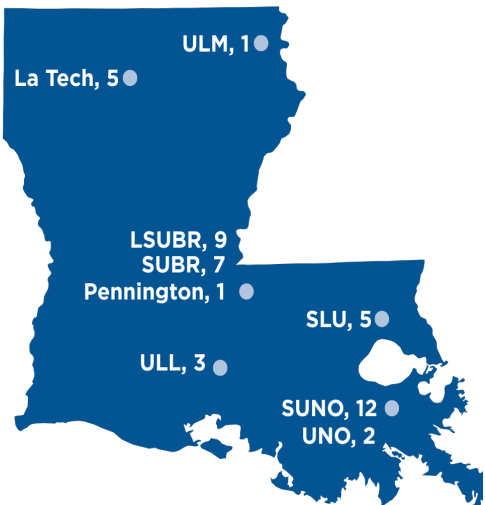 ULM, 1
La Tech, 5
LSUBR, 9
SUBR, 7
Pennington, 1
SLU, 5
ULL, 3
SUNO, 12
UNO, 2